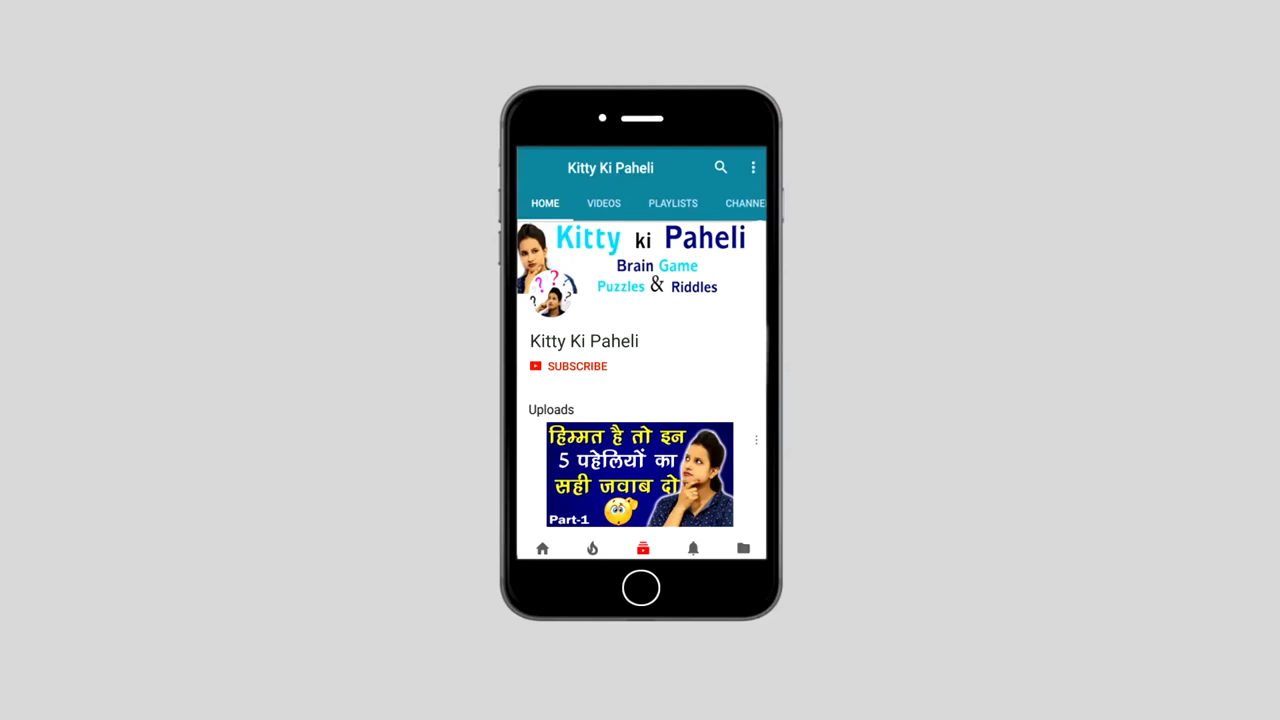 Kitty Ki Paheli
HOME VIDEOS PLAYLISTS CHANNE
Kitty ki Paheli
Brain Game
Puzzles & Riddles
Kitty Ki Paheli
SUBSCRIBE
Uploads
हिम्मत है तो इन
5 पहेलियों का
सही जवाब दो
Part-1